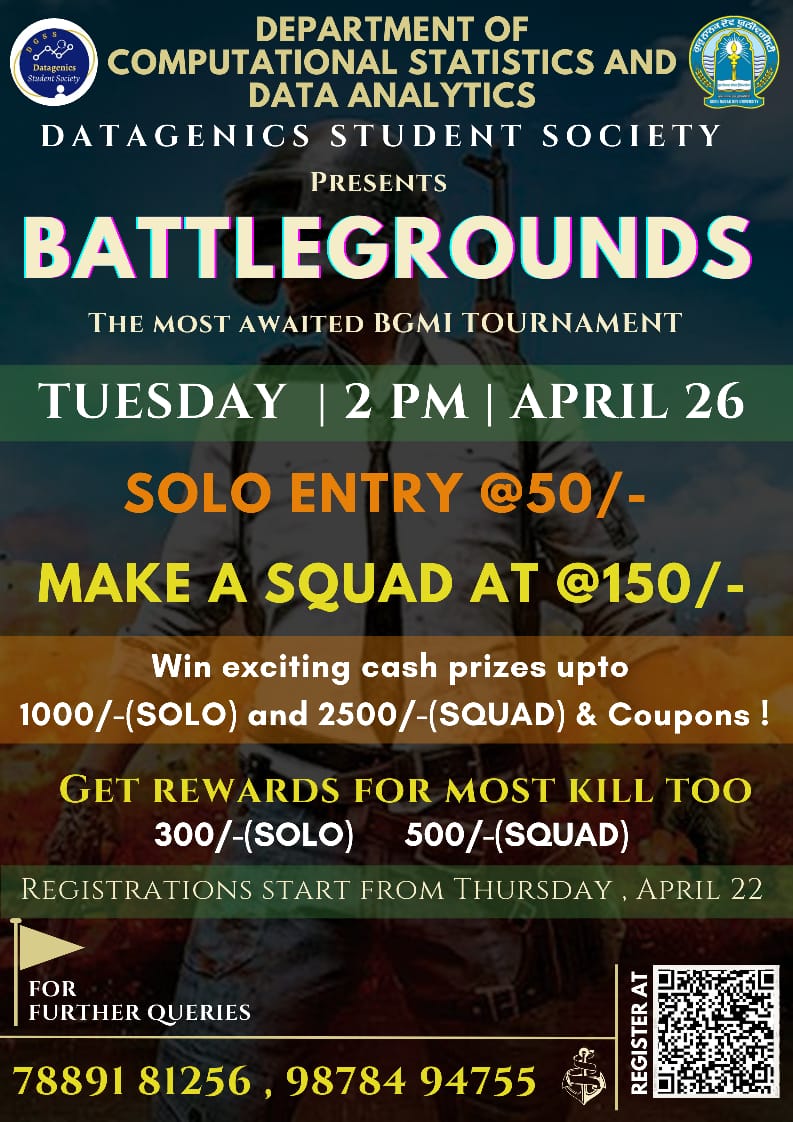 DGSS
Datagenics
Student Society
DEPARTMENT OF
COMPUTATIONAL STATISTICS AND
DATA ANALYTICS
DATAGENICS STUDENT SOCIETY
PRESENTS
BATTLEGROUNDS
THE MOST AWAITED BGMI TOURNAMENT
TUESDAY | 2 PM | APRIL 26
SOLO ENTRY @50/-
MAKE A SQUAD AT @150/-
Win exciting cash prizes upto
1000/-(SOLO) and 2500/-(SQUAD) & Coupons !
GET REWARDS FOR MOST KILL TOO
300/-(SOLO) 500/-(SQUAD)
REGISTRATIONS START FROM THURSDAY , APRIL 22
FOR
FURTHER QUERIES
78891 81256 , 98784 94755
REGISTER AT